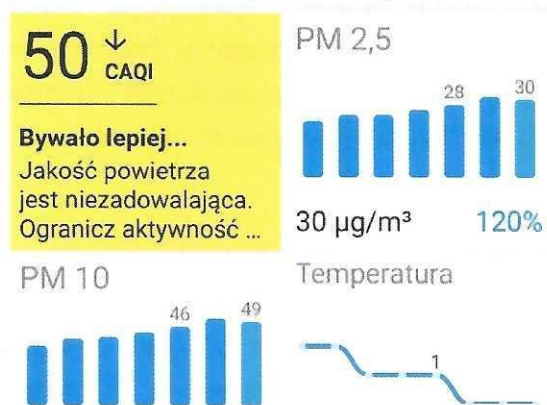 50 ↓ CAQI
Bywało lepiej...
Jakość powietrza
jest niezadowalająca.
Ogranicz aktywność ...
PM 2,5
28 30
30 µg/m³ 120%
PM 10
46 49
Temperatura
1